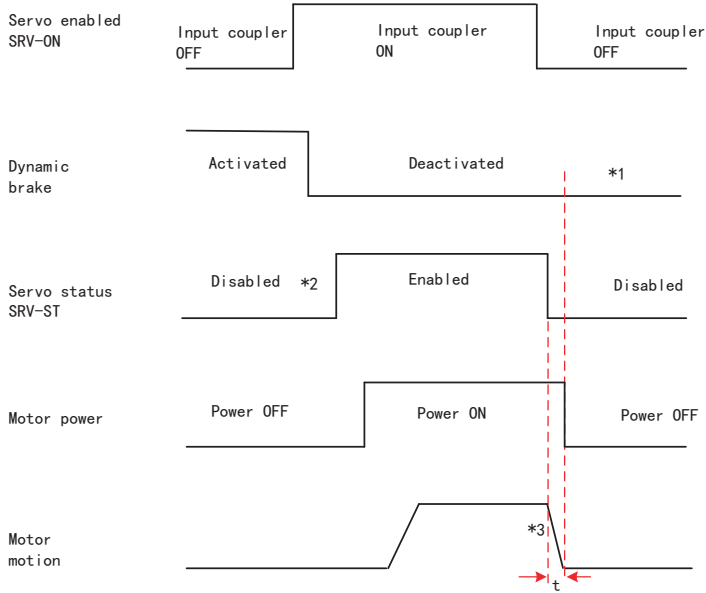 Servo enabled
SRV-ON
Input coupler
OFF
Input coupler
ON
Input coupler
OFF
Dynamic
brake
Activated
Deactivated
*1
Servo status
SRV-ST
Disabled
*2
Enabled
Disabled
Motor power
Power OFF
Power ON
Power OFF
Motor
motion
*3
t